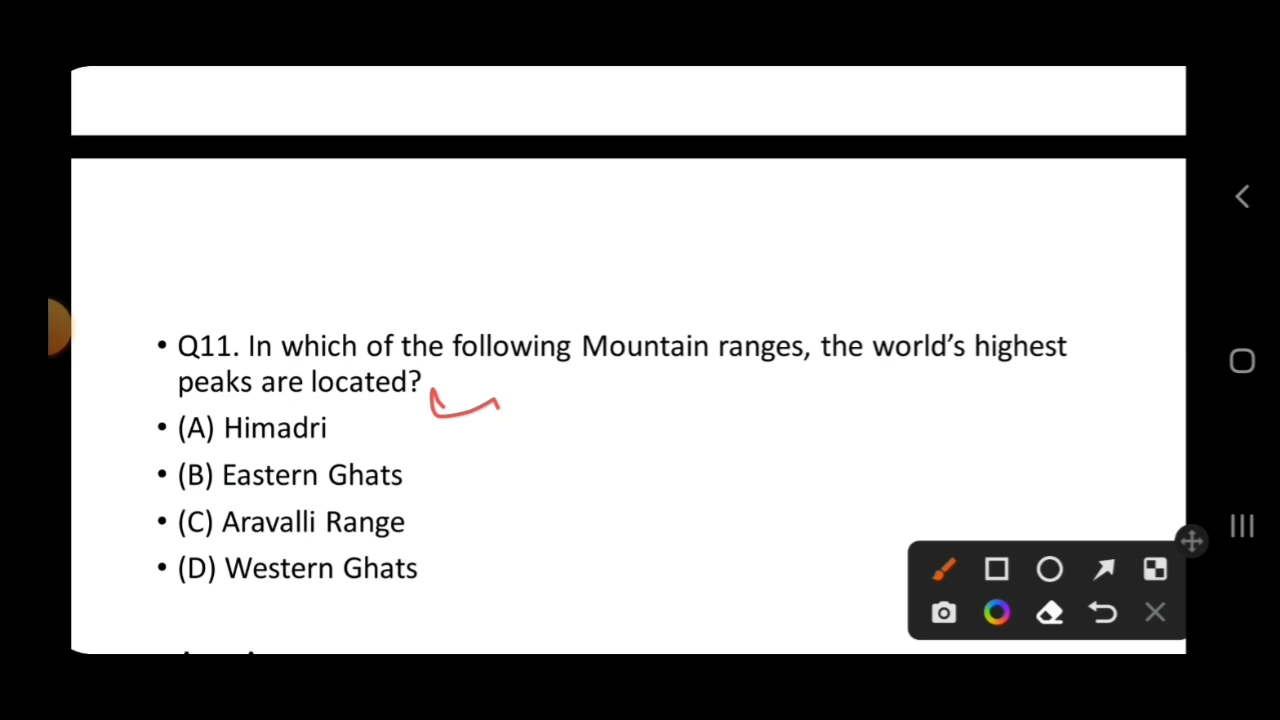 • Q11. In which of the following Mountain ranges, the world’s highest
peaks are located?
• (A) Himadri
• (B) Eastern Ghats
• (C) Aravalli Range
• (D) Western Ghats